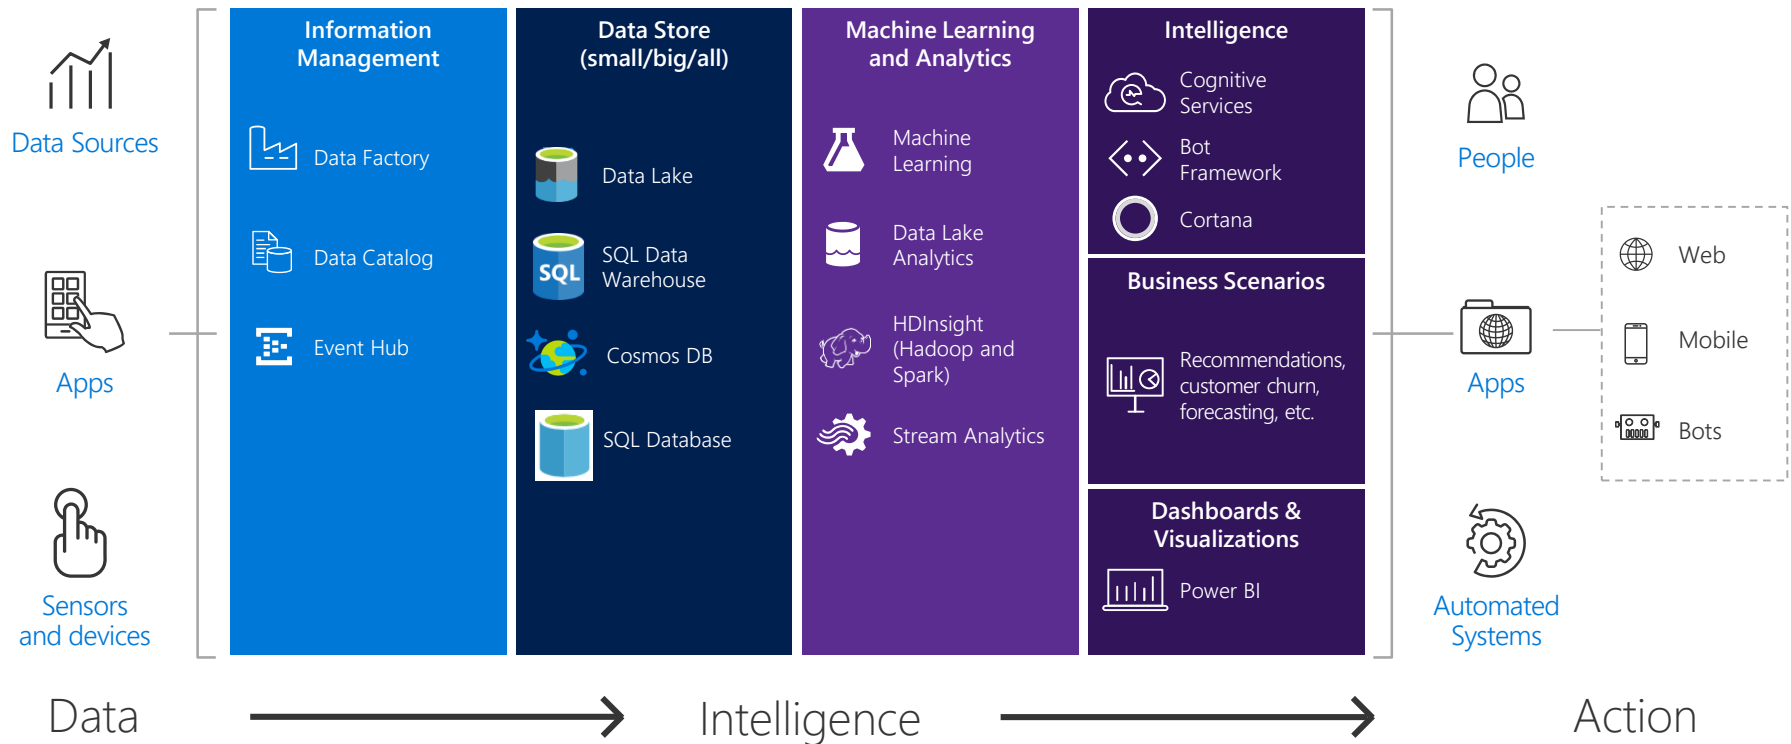 Data Sources
Apps
Sensors
and devices
Information
Management
Data Factory
Data Catalog
Event Hub
Data Store
(small/big/all)
Data Lake
SQL
SQL Data
Warehouse
Cosmos DB
SQL Database
Machine Learning
and Analytics
Machine
Learning
Data Lake
Analytics
HDInsight
(Hadoop and
Spark)
Stream Analytics
Intelligence
Cognitive
Services
Bot
Framework
Cortana
Business Scenarios
Recommendations,
customer churn,
forecasting, etc.
Dashboards &
Visualizations
Power BI
People
Apps
Automated
Systems
Web
Mobile
Bots
Data
Intelligence
Action